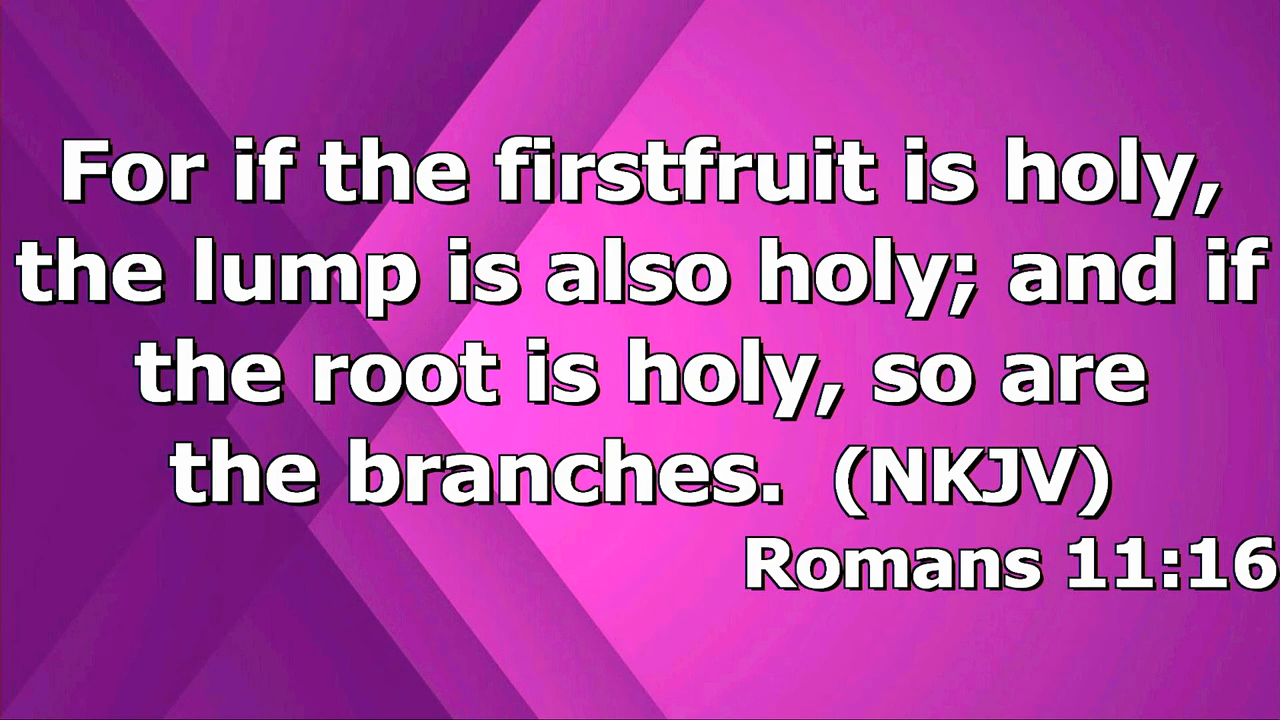 For if the firstfruit is holy,
the lump is also holy; and if
the root is holy, so are
the branches. (NKJV)
Romans 11:16